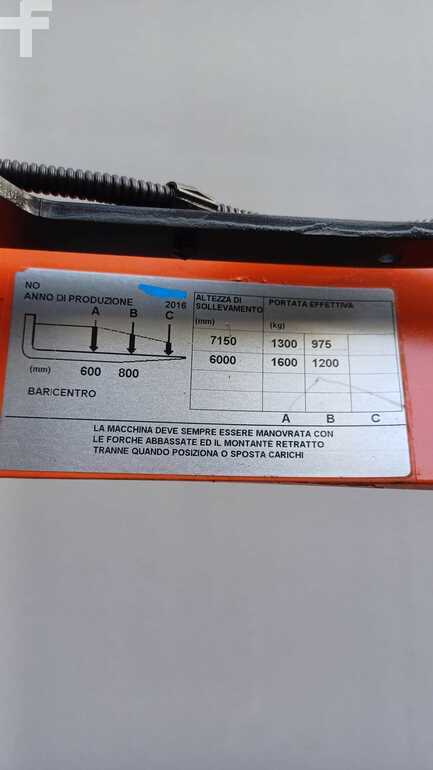 NO
ANNO DI PRODUZIONE 2016
A B C
(mm) 600 800
BARICENTRO
ALTEZZA DI
SOLLEVAMENTO
(mm)
PORTATA EFFETTIVA
(kg)
7150 1300 975
6000 1600 1200
A B C
LA MACCHINA DEVE SEMPRE ESSERE MANOVRATA CON
LE FORCHE ABBASSATE ED IL MONTANTE RETRATTO
TRANNE QUANDO POSIZIONA O SPOSTA CARICHI